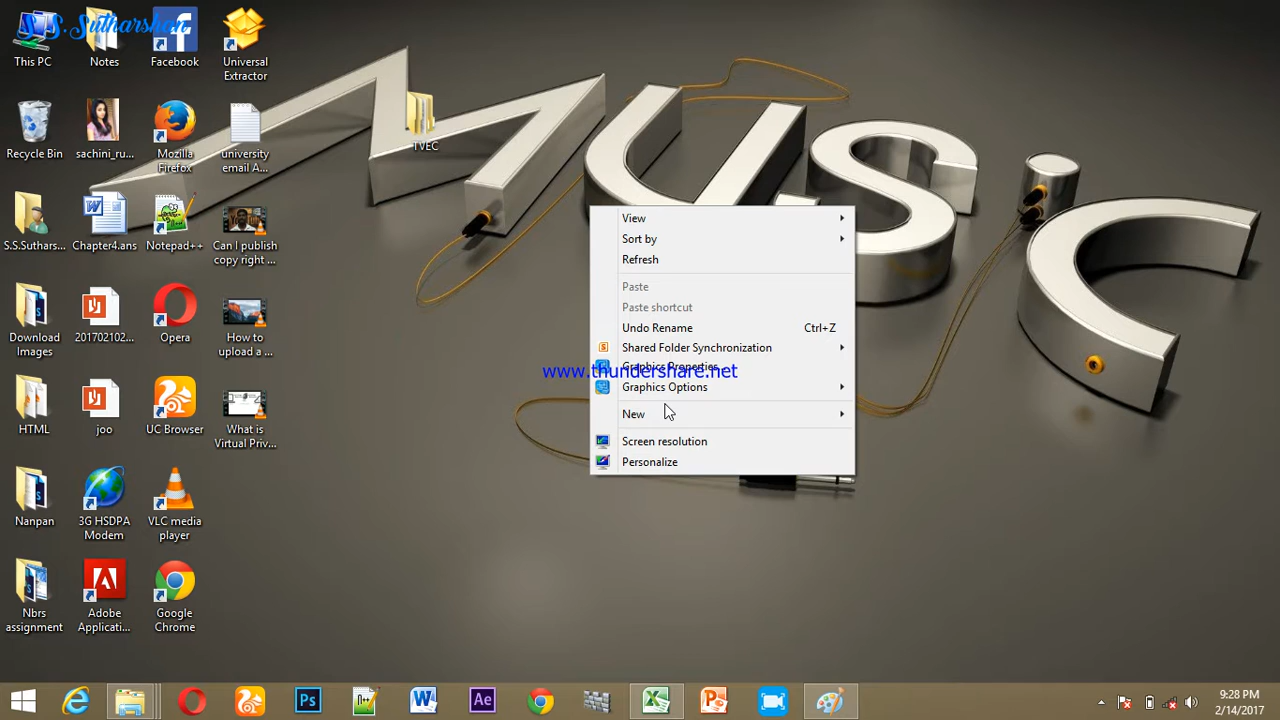 S.S.Sutharshan
This PC
Notes
Facebook
Universal
Extractor
Recycle Bin
sachini_ru...
Mozilla
Firefox
university
email A...
TVEC
MUSiC
S.S.Suthars...
Chapter4.ans
Notepad++
Can I publish
copy right ...
Download
Images
201702102...
Opera
How to
upload a ...
HTML
joo
UC Browser
What is
Virtual Priv...
Nanpan
3G HSDPA
Modem
VLC media
player
Nbrs
assignment
Adobe
Applicati...
Google
Chrome
View
Sort by
Refresh
Paste
Paste shortcut
Undo Rename Ctrl+Z
Shared Folder Synchronization
Graphics Properties...
www.thundershare.net
Graphics Options
New
Screen resolution
Personalize
9:28 PM
2/14/2017